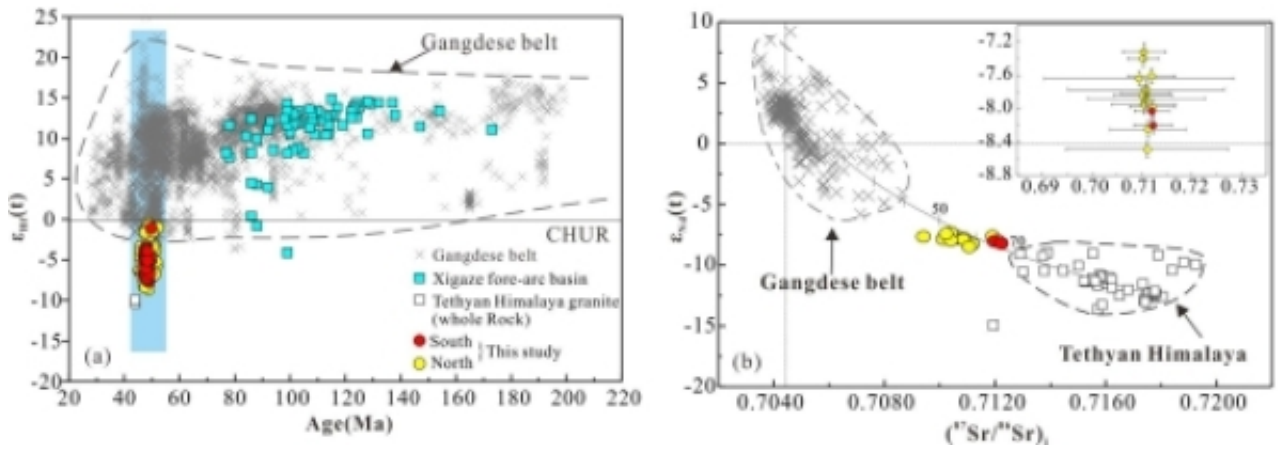 25
20
15
10
5
0
-5
-10
-15
-20
εHf(t)
20 40 60 80 100 120 140 160 180 200 220
Age(Ma)
Gangdese belt
CHUR
Gangdese belt
Xigaze fore-arc basin
Tethyan Himalaya granite
(whole Rock)
South
North
This study
(a)
10
5
0
-5
-10
-15
-20
εNd(t)
0.7040 0.7080 0.7120 0.7160 0.7200
(⁸⁷Sr/⁸⁶Sr)i
-7.2
-7.6
-8.0
-8.4
-8.8
0.69 0.70 0.71 0.72 0.73
50
70
Gangdese belt
Tethyan Himalaya
(b)